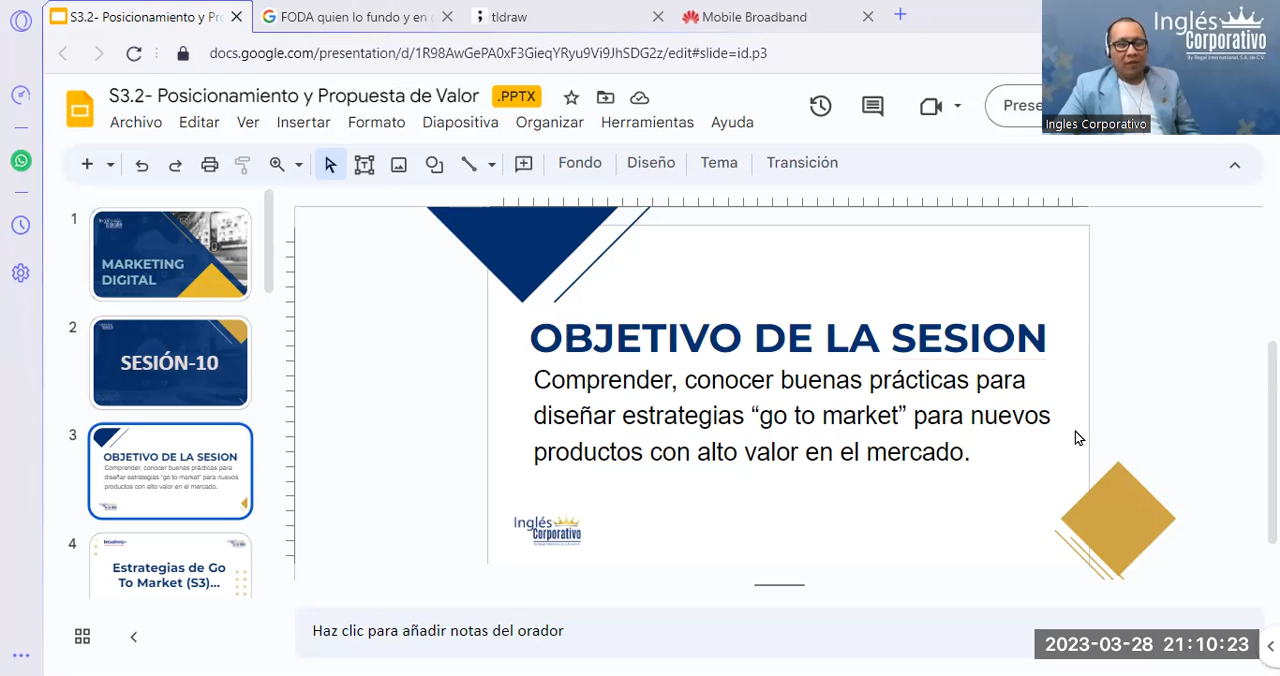 S3.2- Posicionamiento y Pr
FODA quien lo fundo y en
tldraw
Mobile Broadband
docs.google.com/presentation/d/1R98AwGePA0xF3GieqYRyu9Vi9JhSDG2z/edit#slide=id.p3
Inglés
Corporativo
By Regal International, S.A. de C.V.
Ingles Corporativo
S3.2- Posicionamiento y Propuesta de Valor .PPTX
Prese
Archivo Editar Ver Insertar Formato Diapositiva Organizar Herramientas Ayuda
Fondo Diseño Tema Transición
1
MARKETING
DIGITAL
2
SESIÓN-10
3
OBJETIVO DE LA SESION
Comprender, conocer buenas prácticas para
diseñar estrategias “go to market” para nuevos
productos con alto valor en el mercado.
4
Estrategias de Go
To Market (S3)...
OBJETIVO DE LA SESION
Comprender, conocer buenas prácticas para
diseñar estrategias “go to market” para nuevos
productos con alto valor en el mercado.
Inglés
Corporativo
Haz clic para añadir notas del orador
2023-03-28 21:10:23